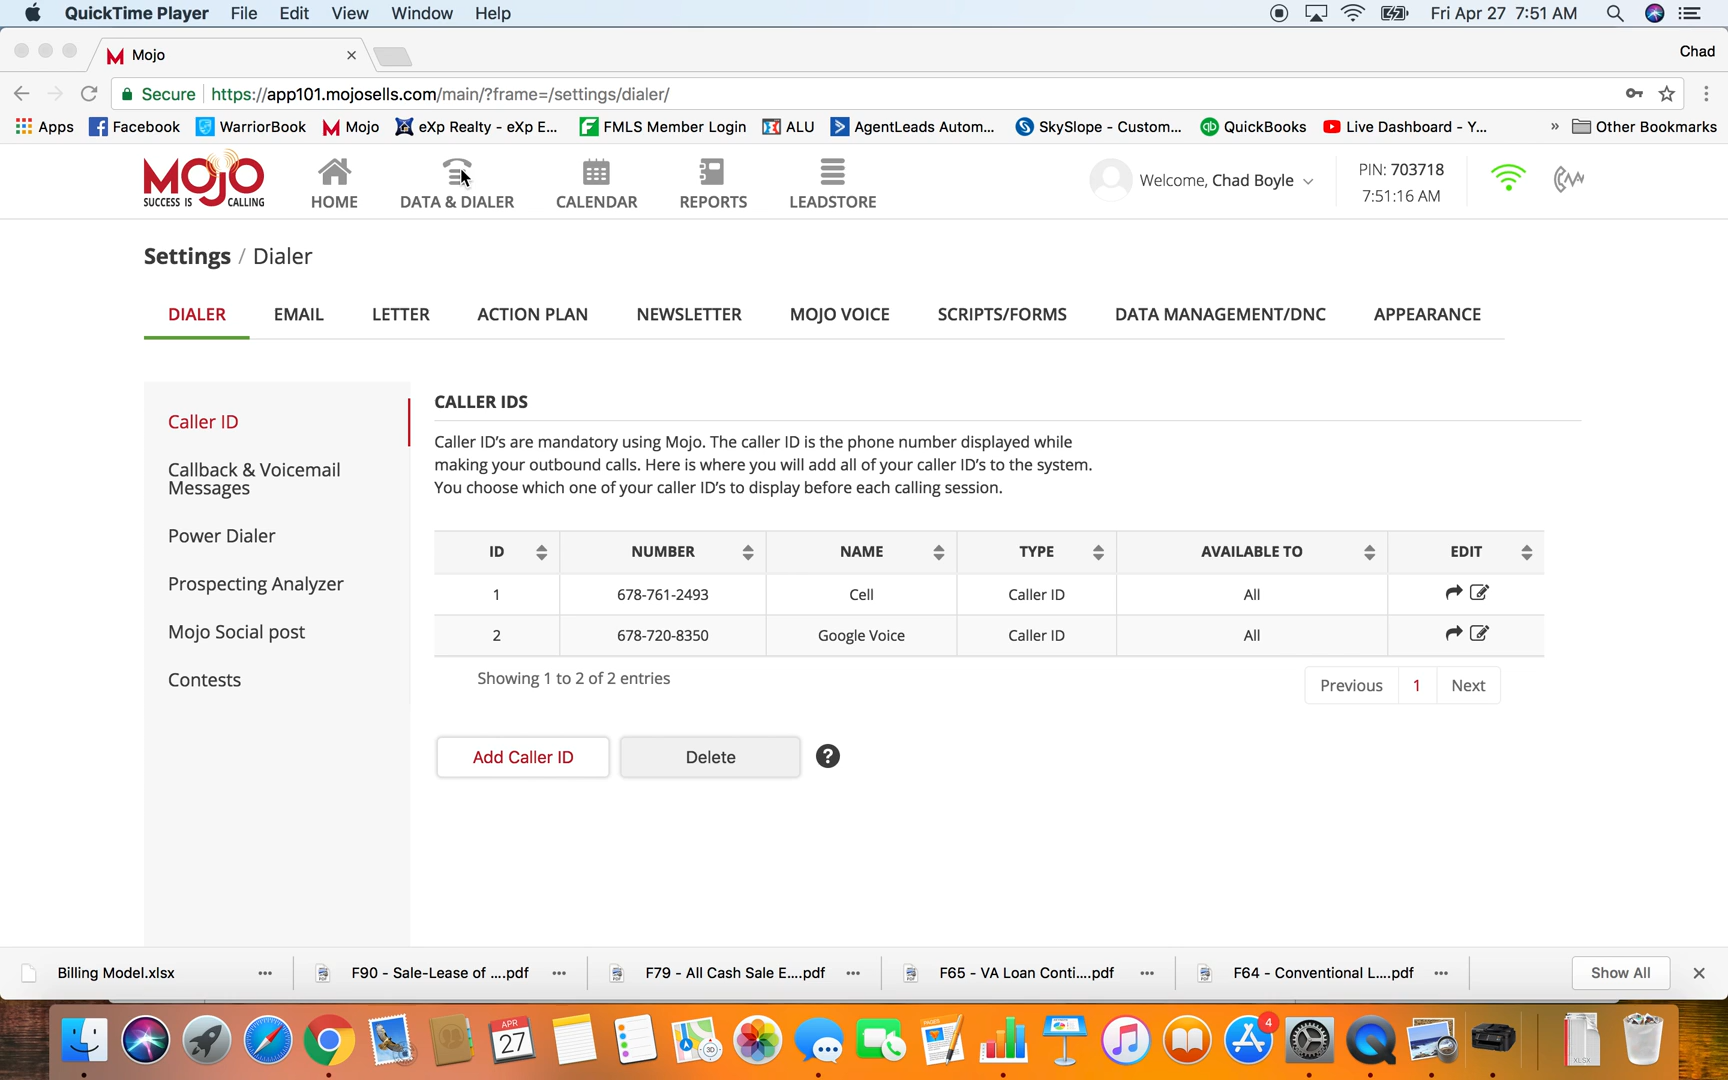 QuickTime Player File Edit View Window Help Fri Apr 27 7:51 AM
Mojo Chad
Secure https://app101.mojosells.com/main/?frame=/settings/dialer/
Apps Facebook WarriorBook Mojo eXp Realty - eXp E... FMLS Member Login ALU AgentLeads Autom... SkySlope - Custom... QuickBooks Live Dashboard - Y... » Other Bookmarks
MOJO
SUCCESS IS CALLING
HOME DATA & DIALER CALENDAR REPORTS LEADSTORE
Welcome, Chad Boyle
PIN: 703718
7:51:16 AM
Settings / Dialer
DIALER EMAIL LETTER ACTION PLAN NEWSLETTER MOJO VOICE SCRIPTS/FORMS DATA MANAGEMENT/DNC APPEARANCE
Caller ID
Callback & Voicemail
Messages
Power Dialer
Prospecting Analyzer
Mojo Social post
Contests
CALLER IDS
Caller ID's are mandatory using Mojo. The caller ID is the phone number displayed while
making your outbound calls. Here is where you will add all of your caller ID's to the system.
You choose which one of your caller ID's to display before each calling session.
ID NUMBER NAME TYPE AVAILABLE TO EDIT
1 678-761-2493 Cell Caller ID All
2 678-720-8350 Google Voice Caller ID All
Showing 1 to 2 of 2 entries
Previous 1 Next
Add Caller ID Delete ?
Billing Model.xlsx F90 - Sale-Lease of ....pdf F79 - All Cash Sale E....pdf F65 - VA Loan Conti....pdf F64 - Conventional L....pdf Show All
APR
27
3D
PAGES
4
XLSX